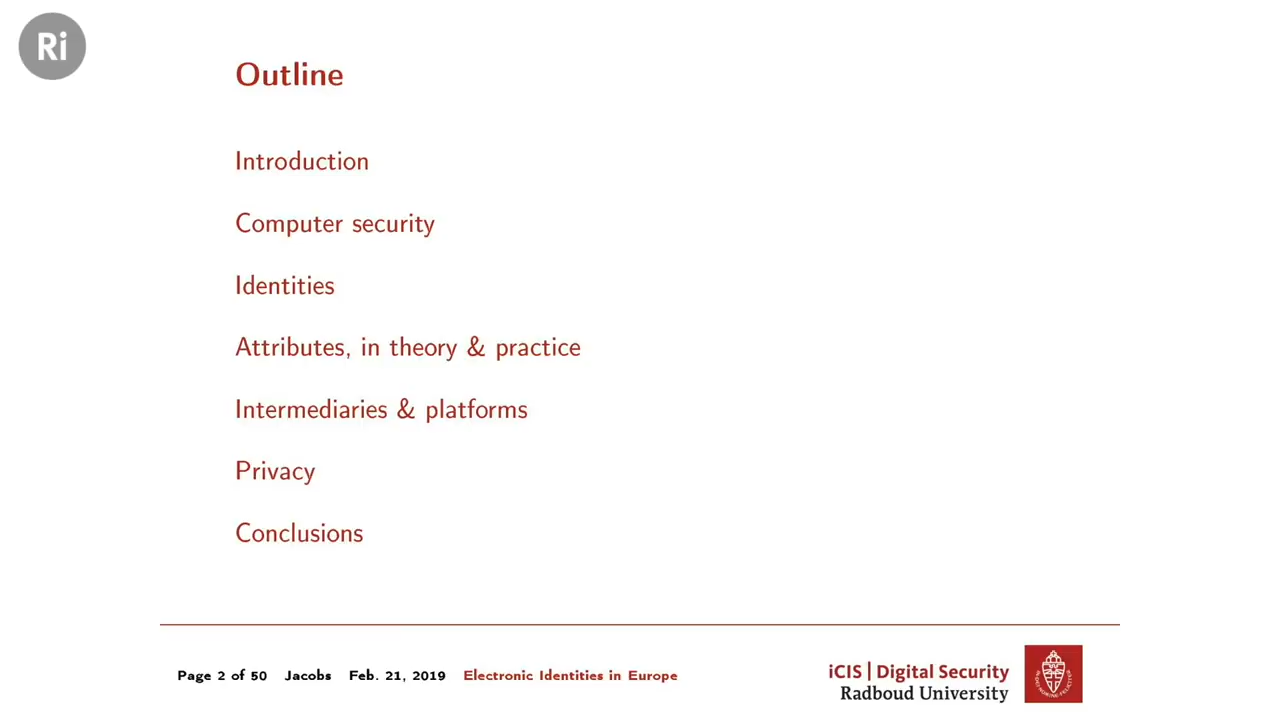 Ri
Outline
Introduction
Computer security
Identities
Attributes, in theory & practice
Intermediaries & platforms
Privacy
Conclusions
Page 2 of 50 Jacobs Feb. 21, 2019 Electronic Identities in Europe
iCIS | Digital Security
Radboud University